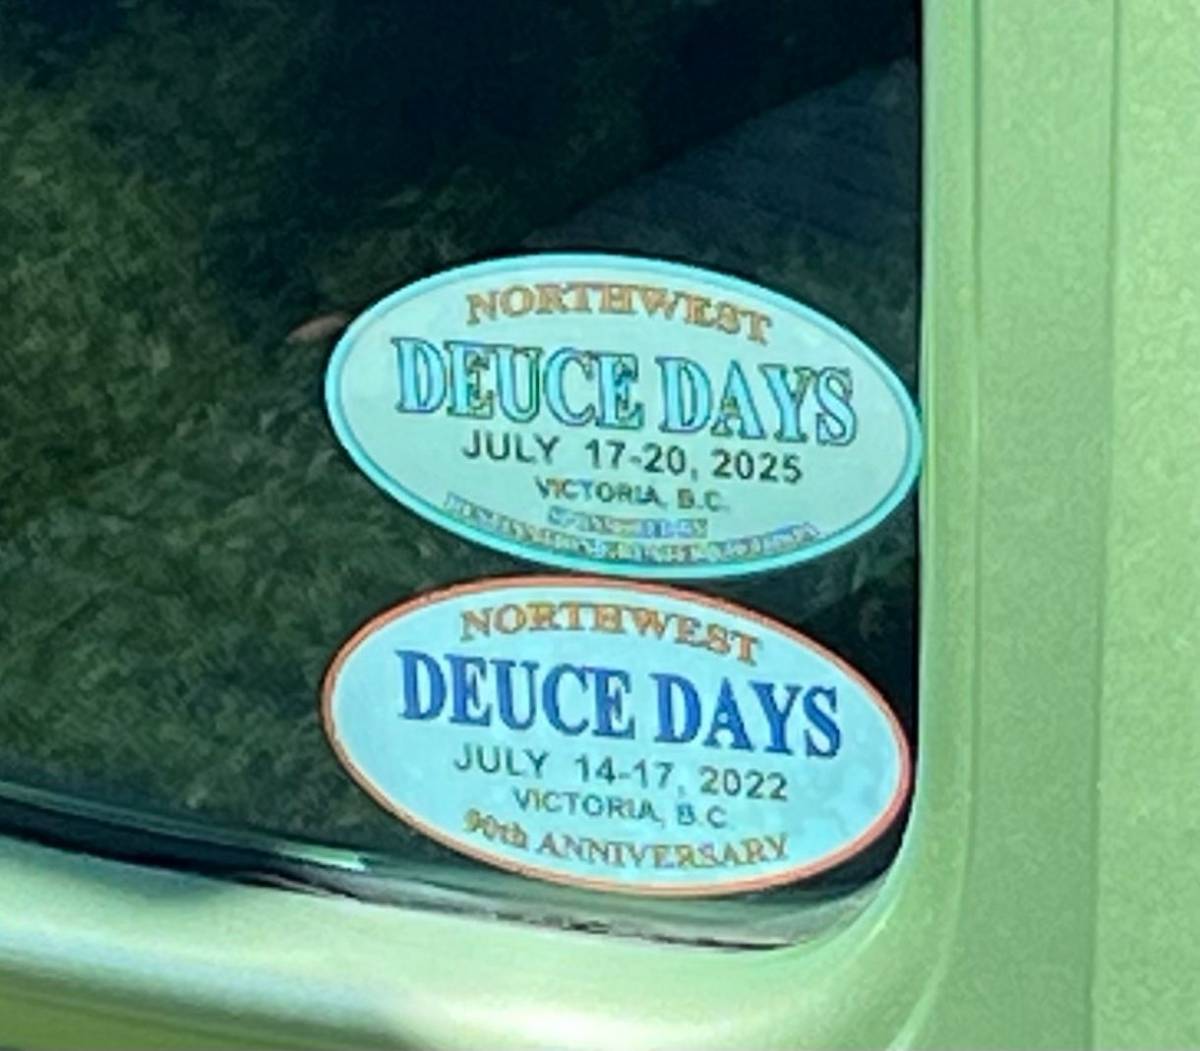 NORTHWEST
DEUCE DAYS
JULY 17-20, 2025
VICTORIA, B.C.
NORTHWEST
DEUCE DAYS
JULY 14-17, 2022
VICTORIA, B.C.
90th ANNIVERSARY